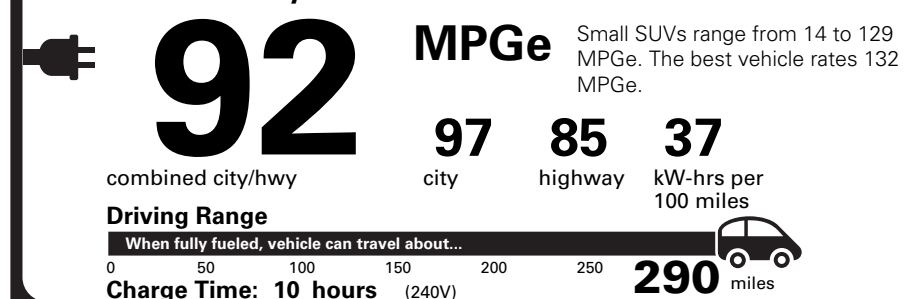 92
MPGe
Small SUVs range from 14 to 129
MPGe. The best vehicle rates 132
MPGe.
97
85
37
combined city/hwy
city
highway
kW-hrs per
100 miles
Driving Range
When fully fueled, vehicle can travel about...
0 50 100 150 200 250 290 miles
Charge Time: 10 hours (240V)